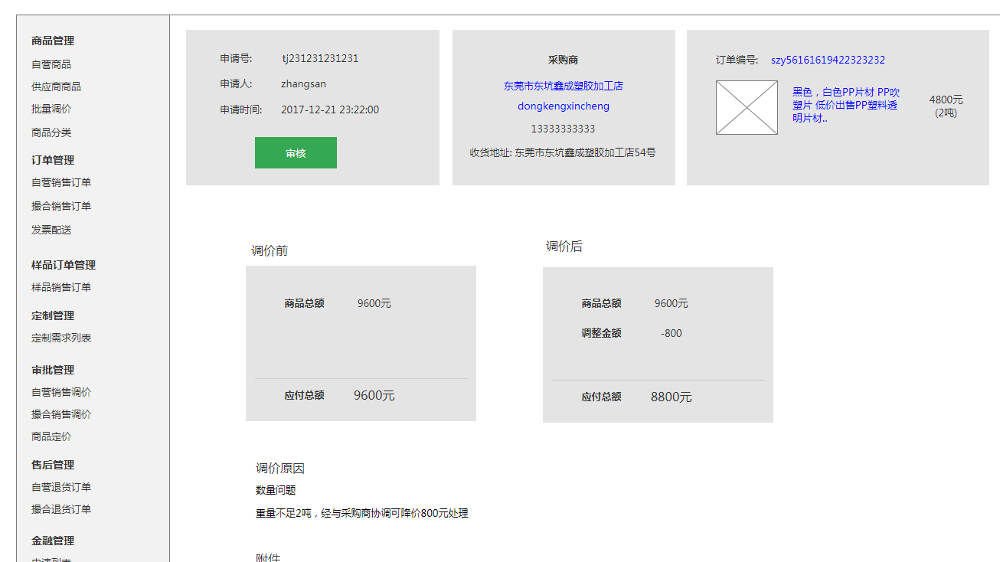 商品管理
自营商品
供应商商品
批量调价
商品分类
订单管理
自营销售订单
撮合销售订单
发票配送
样品订单管理
样品销售订单
定制管理
定制需求列表
审批管理
自营销售调价
撮合销售调价
商品定价
售后管理
自营退货订单
撮合退货订单
金融管理
申请列表
申请号: tj231231231231
申请人: zhangsan
申请时间: 2017-12-21 23:22:00
审核
采购商
东莞市东坑鑫成塑胶加工店
dongkengxincheng
13333333333
收货地址: 东莞市东坑鑫成塑胶加工店54号
订单编号: szy56161619422323232
黑色，白色PP片材 PP吹
塑片 低价出售PP塑料透
明片材..
4800元
(2吨)
调价前
商品总额 9600元
应付总额 9600元
调价后
商品总额 9600元
调整金额 -800
应付总额 8800元
调价原因
数量问题
重量不足2吨，经与采购商协调可降价800元处理
附件